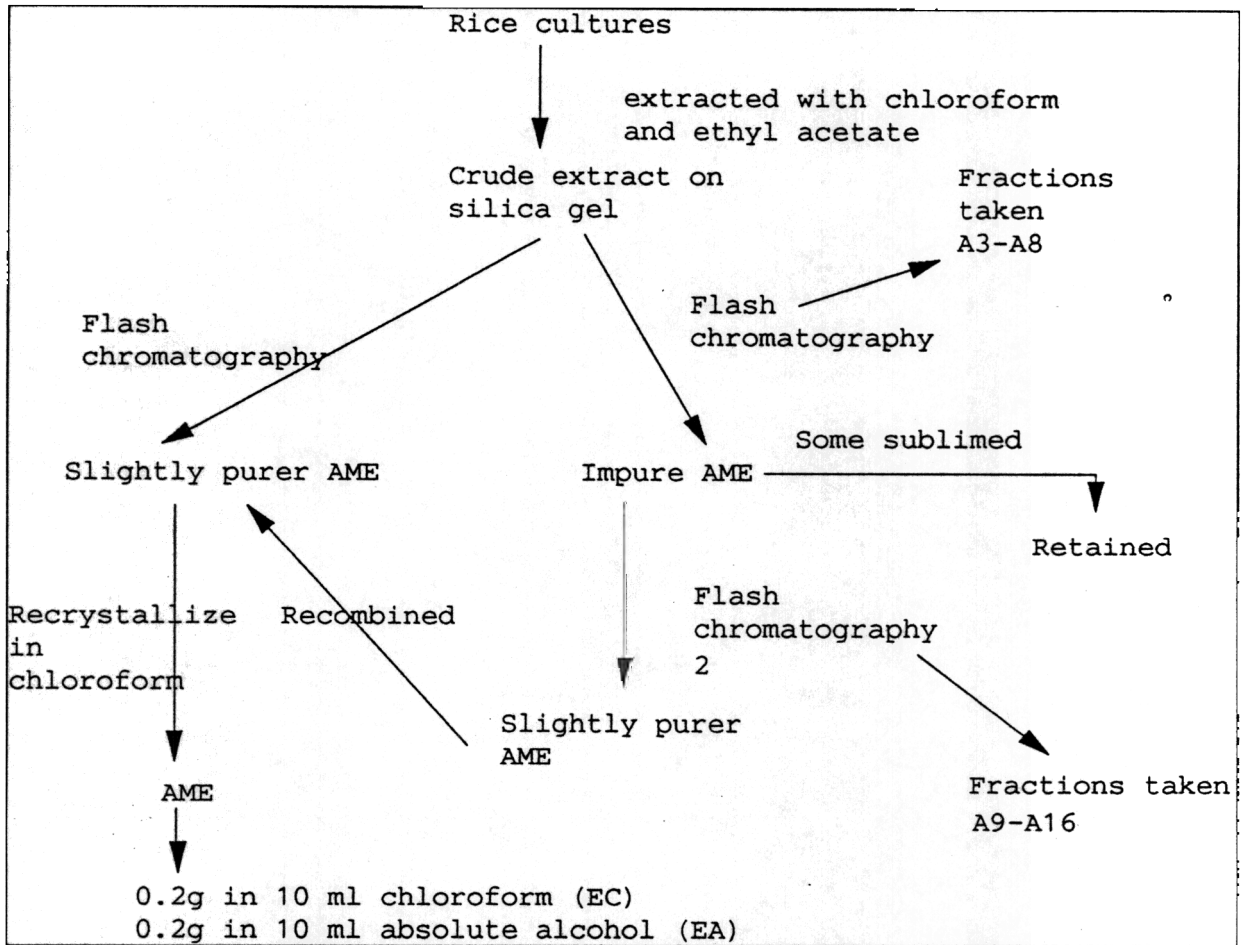 Rice cultures
extracted with chloroform
and ethyl acetate
Crude extract on
silica gel
Fractions
taken
A3-A8
Flash
chromatography
Flash
chromatography
Some sublimed
Slightly purer AME
Impure AME
Retained
Recrystallize
in
chloroform
Recombined
Flash
chromatography
2
Slightly purer
AME
AME
Fractions taken
A9-A16
0.2g in 10 ml chloroform (EC)
0.2g in 10 ml absolute alcohol (EA)